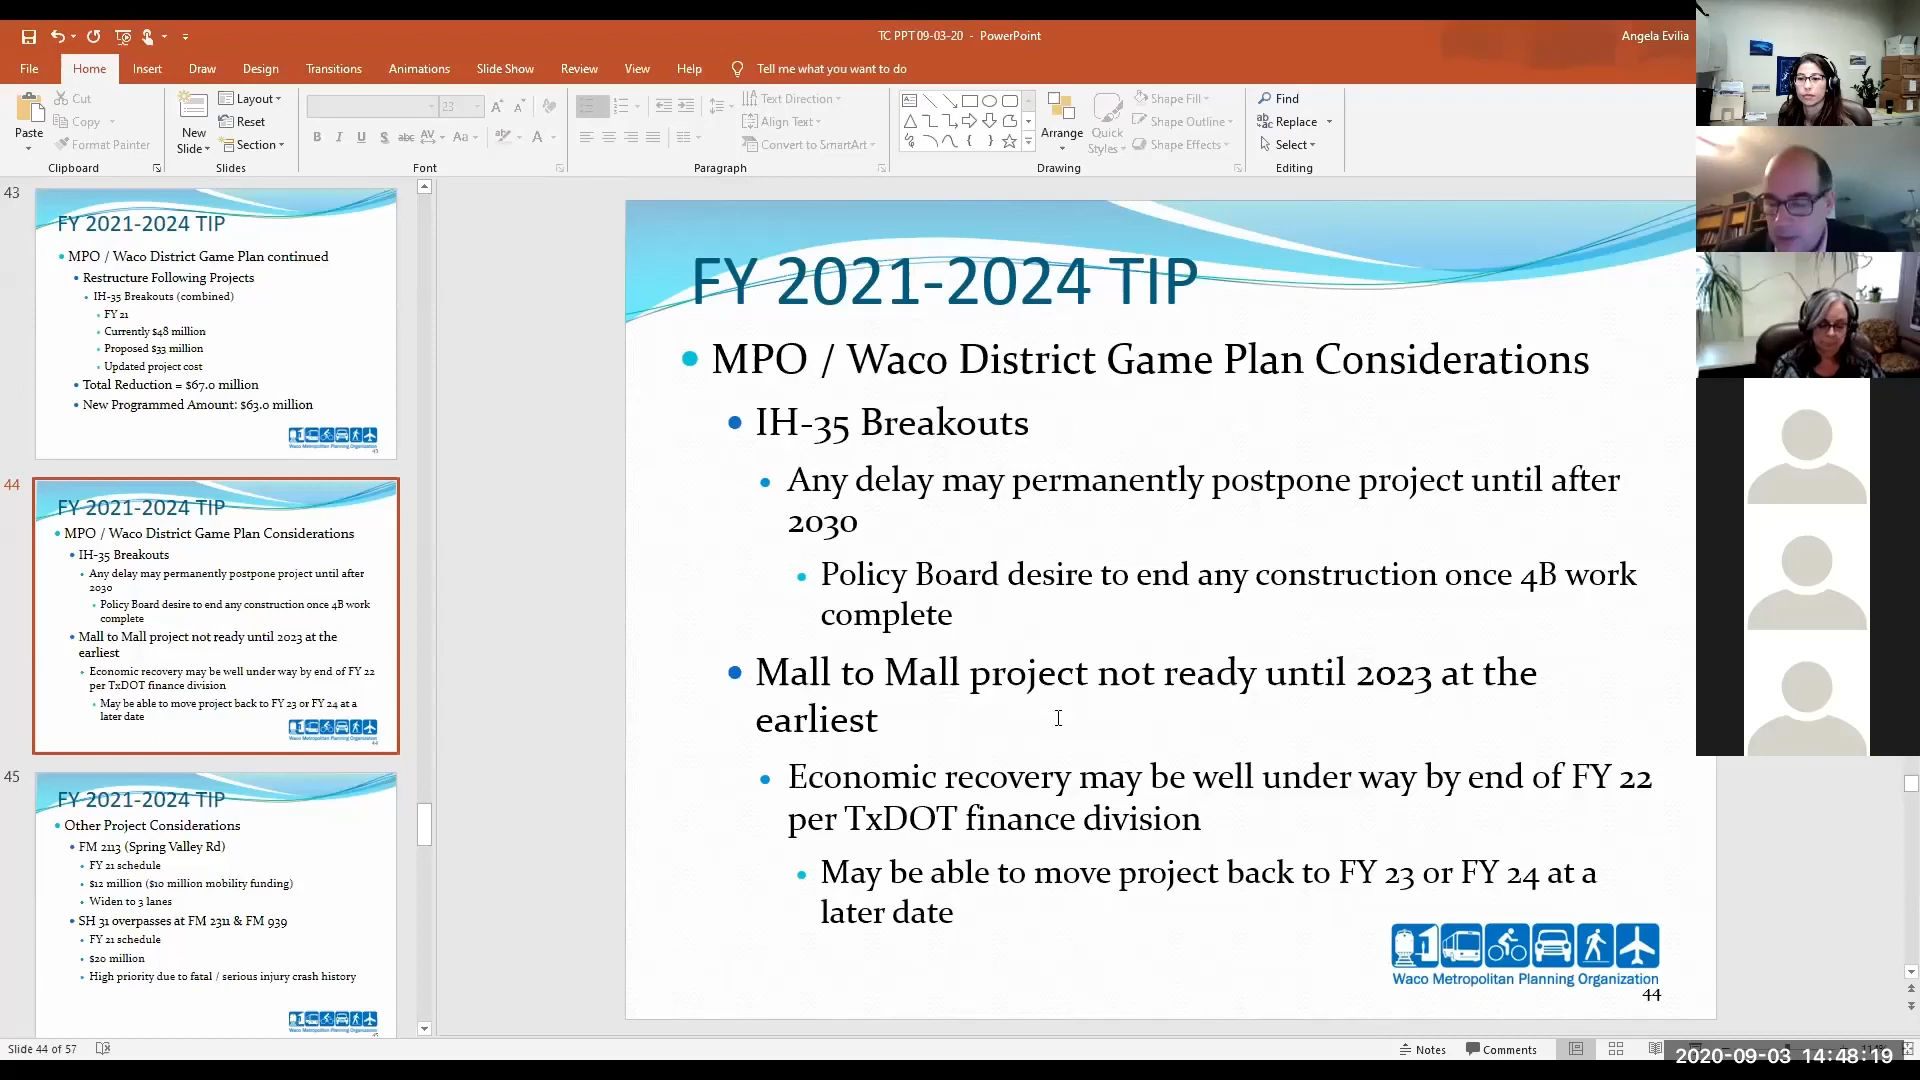 TC PPT 09-03-20 - PowerPoint
Angela Evilia
File Home Insert Draw Design Transitions Animations Slide Show Review View Help Tell me what you want to do
Paste
Cut
Copy
Format Painter
Clipboard
New
Slide
Layout
Reset
Section
Slides
23
Font
Text Direction
Align Text
Convert to SmartArt
Paragraph
Arrange
Quick
Styles
Shape Fill
Shape Outline
Shape Effects
Drawing
Find
Replace
Select
Editing
43
FY 2021-2024 TIP
MPO / Waco District Game Plan continued
Restructure Following Projects
IH-35 Breakouts (combined)
FY 21
Currently $48 million
Proposed $33 million
Updated project cost
Total Reduction = $67.0 million
New Programmed Amount: $63.0 million
Waco Metropolitan Planning Organization
43
44
FY 2021-2024 TIP
MPO / Waco District Game Plan Considerations
IH-35 Breakouts
Any delay may permanently postpone project until after
2030
Policy Board desire to end any construction once 4B work
complete
Mall to Mall project not ready until 2023 at the
earliest
Economic recovery may be well under way by end of FY 22
per TxDOT finance division
May be able to move project back to FY 23 or FY 24 at a
later date
Waco Metropolitan Planning Organization
44
45
FY 2021-2024 TIP
Other Project Considerations
FM 2113 (Spring Valley Rd)
FY 21 schedule
$12 million ($10 million mobility funding)
Widen to 3 lanes
SH 31 overpasses at FM 2311 & FM 939
FY 21 schedule
$20 million
High priority due to fatal / serious injury crash history
Waco Metropolitan Planning Organization
FY 2021-2024 TIP
MPO / Waco District Game Plan Considerations
IH-35 Breakouts
Any delay may permanently postpone project until after
2030
Policy Board desire to end any construction once 4B work
complete
Mall to Mall project not ready until 2023 at the
earliest
Economic recovery may be well under way by end of FY 22
per TxDOT finance division
May be able to move project back to FY 23 or FY 24 at a
later date
Waco Metropolitan Planning Organization
44
Slide 44 of 57
Notes
Comments
2020-09-03 14:48:19